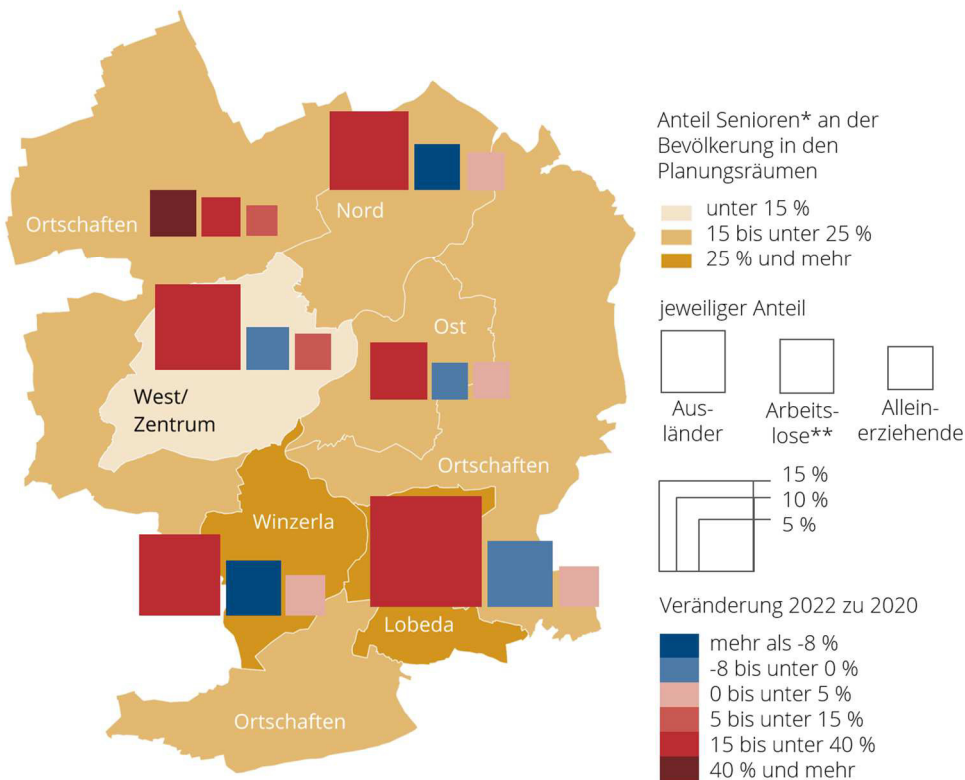 Anteil Senioren* an der
Bevölkerung in den
Planungsräumen
unter 15 %
15 bis unter 25 %
25 % und mehr
jeweiliger Anteil
Aus-
länder
Arbeits-
lose**
Allein-
erziehende
15 %
10 %
5 %
Veränderung 2022 zu 2020
mehr als -8 %
-8 bis unter 0 %
0 bis unter 5 %
5 bis unter 15 %
15 bis unter 40 %
40 % und mehr
Ortschaften
Nord
Ost
West/
Zentrum
Ortschaften
Winzerla
Lobeda
Ortschaften